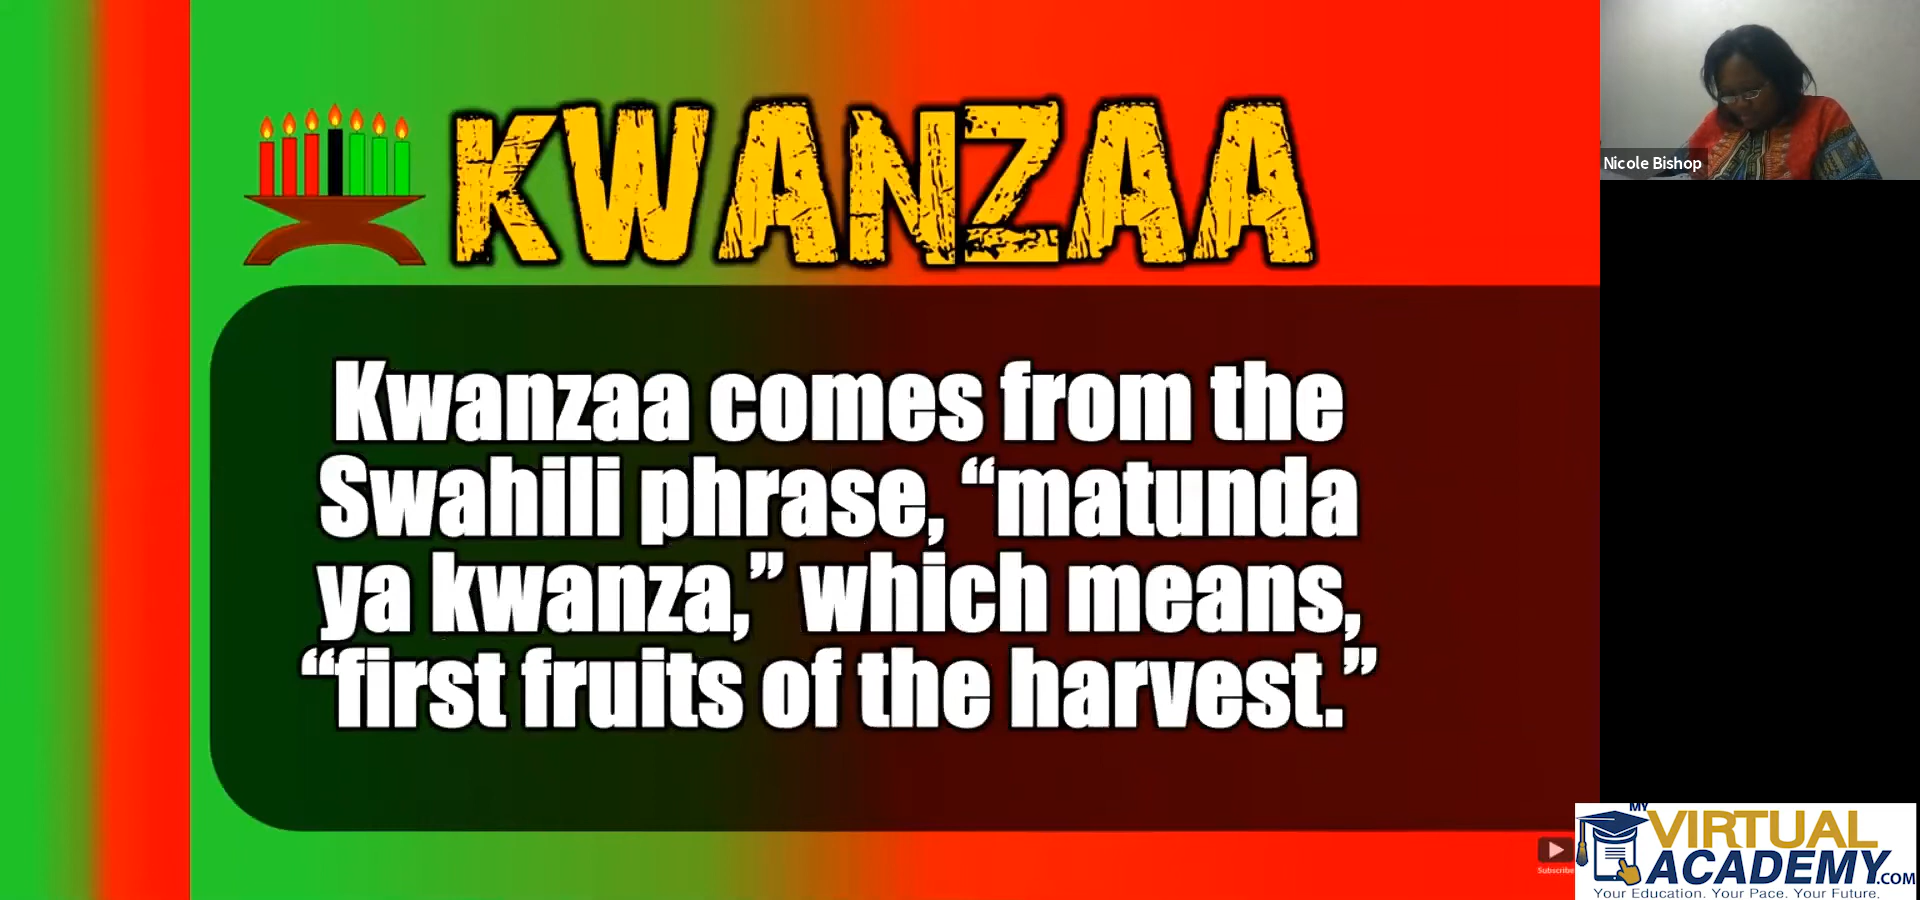 KWANZAA
Nicole Bishop
Kwanzaa comes from the
Swahili phrase, “matunda
ya kwanza,” which means,
“first fruits of the harvest.”
Subscribe
MY
VIRTUAL
ACADEMY.COM
Your Education. Your Pace. Your Future.